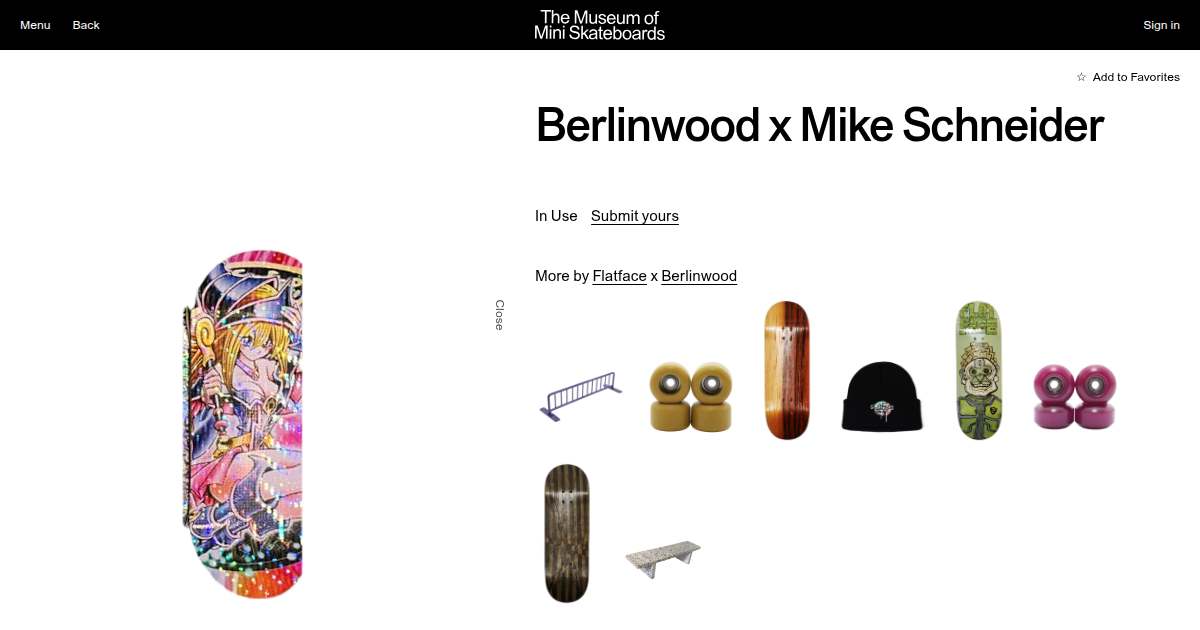 Menu
Back
The Museum of
Mini Skateboards
Sign in
☆ Add to Favorites
Berlinwood x Mike Schneider
In Use Submit yours
More by Flatface x Berlinwood
Close